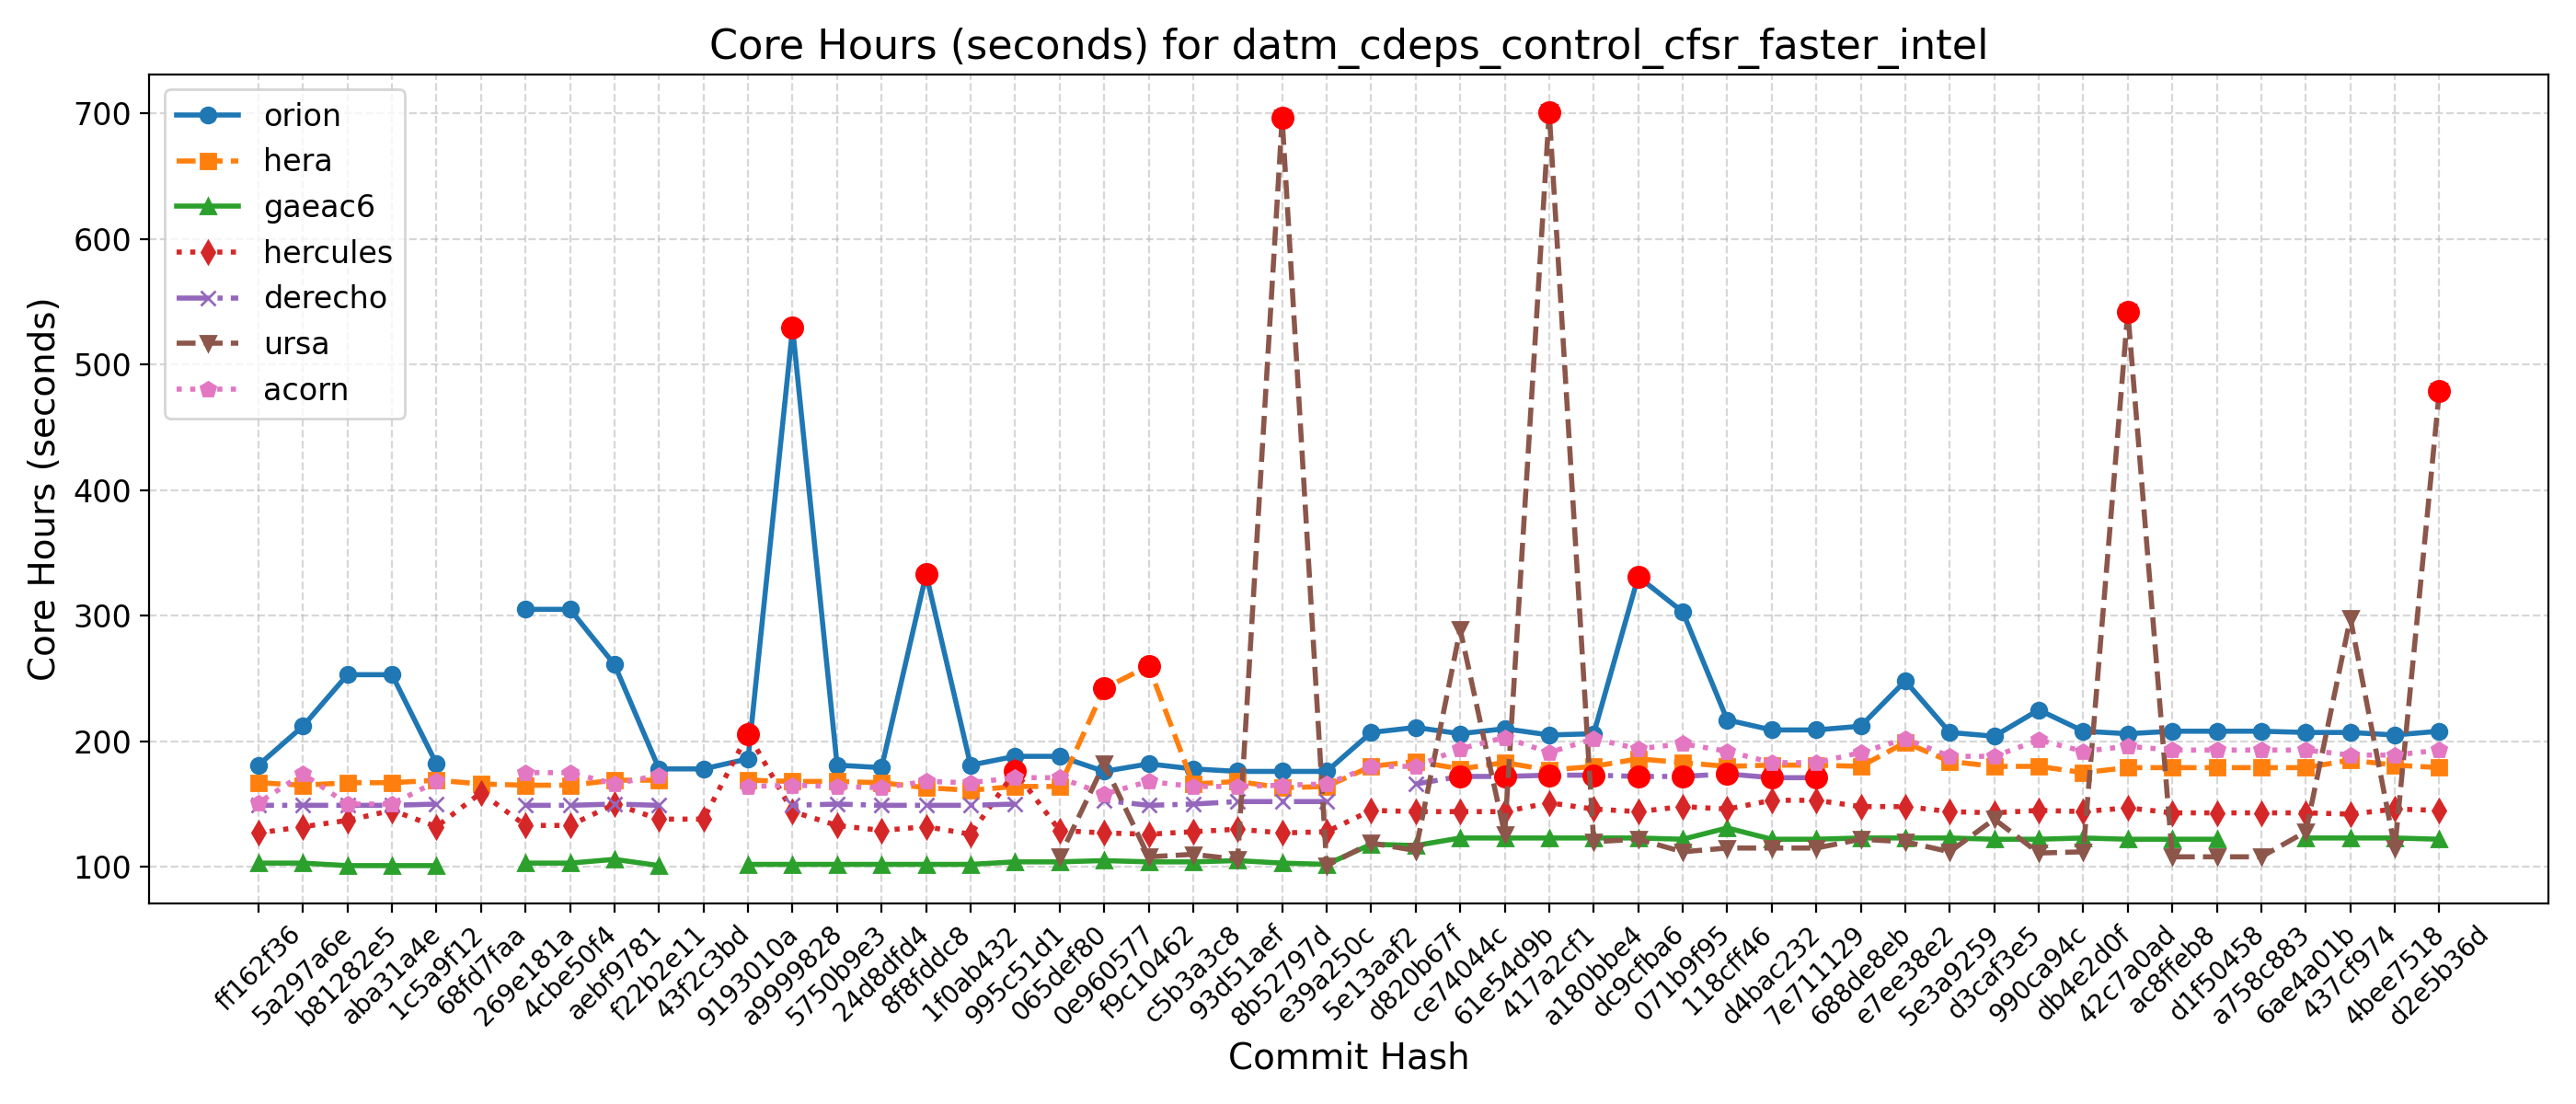 Core Hours (seconds) for datm_cdeps_control_cfsr_faster_intel
Core Hours (seconds)
700
600
500
400
300
200
100
orion
hera
gaeac6
hercules
derecho
ursa
acorn
ff162f36
5a297a6e
b81282e5
aba31a4e
1c5a9f12
68fd7faa
269e181a
4cbe50f4
aebf9781
f22b2e11
43f2c3bd
9193010a
a9999828
5750b9e3
24d8dfd4
8f8fddc8
1f0ab432
995c51d1
065def80
0e960577
f9c10462
c5b3a3c8
93d51aef
8b52797d
e39a250c
5e13aaf2
d820b67f
ce74044c
61e54d9b
417a2cf1
a180bbe4
dc9cfba6
071b9f95
118cff46
d4bac232
7e711129
688de8eb
e7ee38e2
5e3a9259
d3caf3e5
990ca94c
db4e2d0f
42c7a0ad
ac8ffeb8
d1f50458
a758c883
6ae4a01b
437cf974
4bee7518
d2e5b36d
Commit Hash